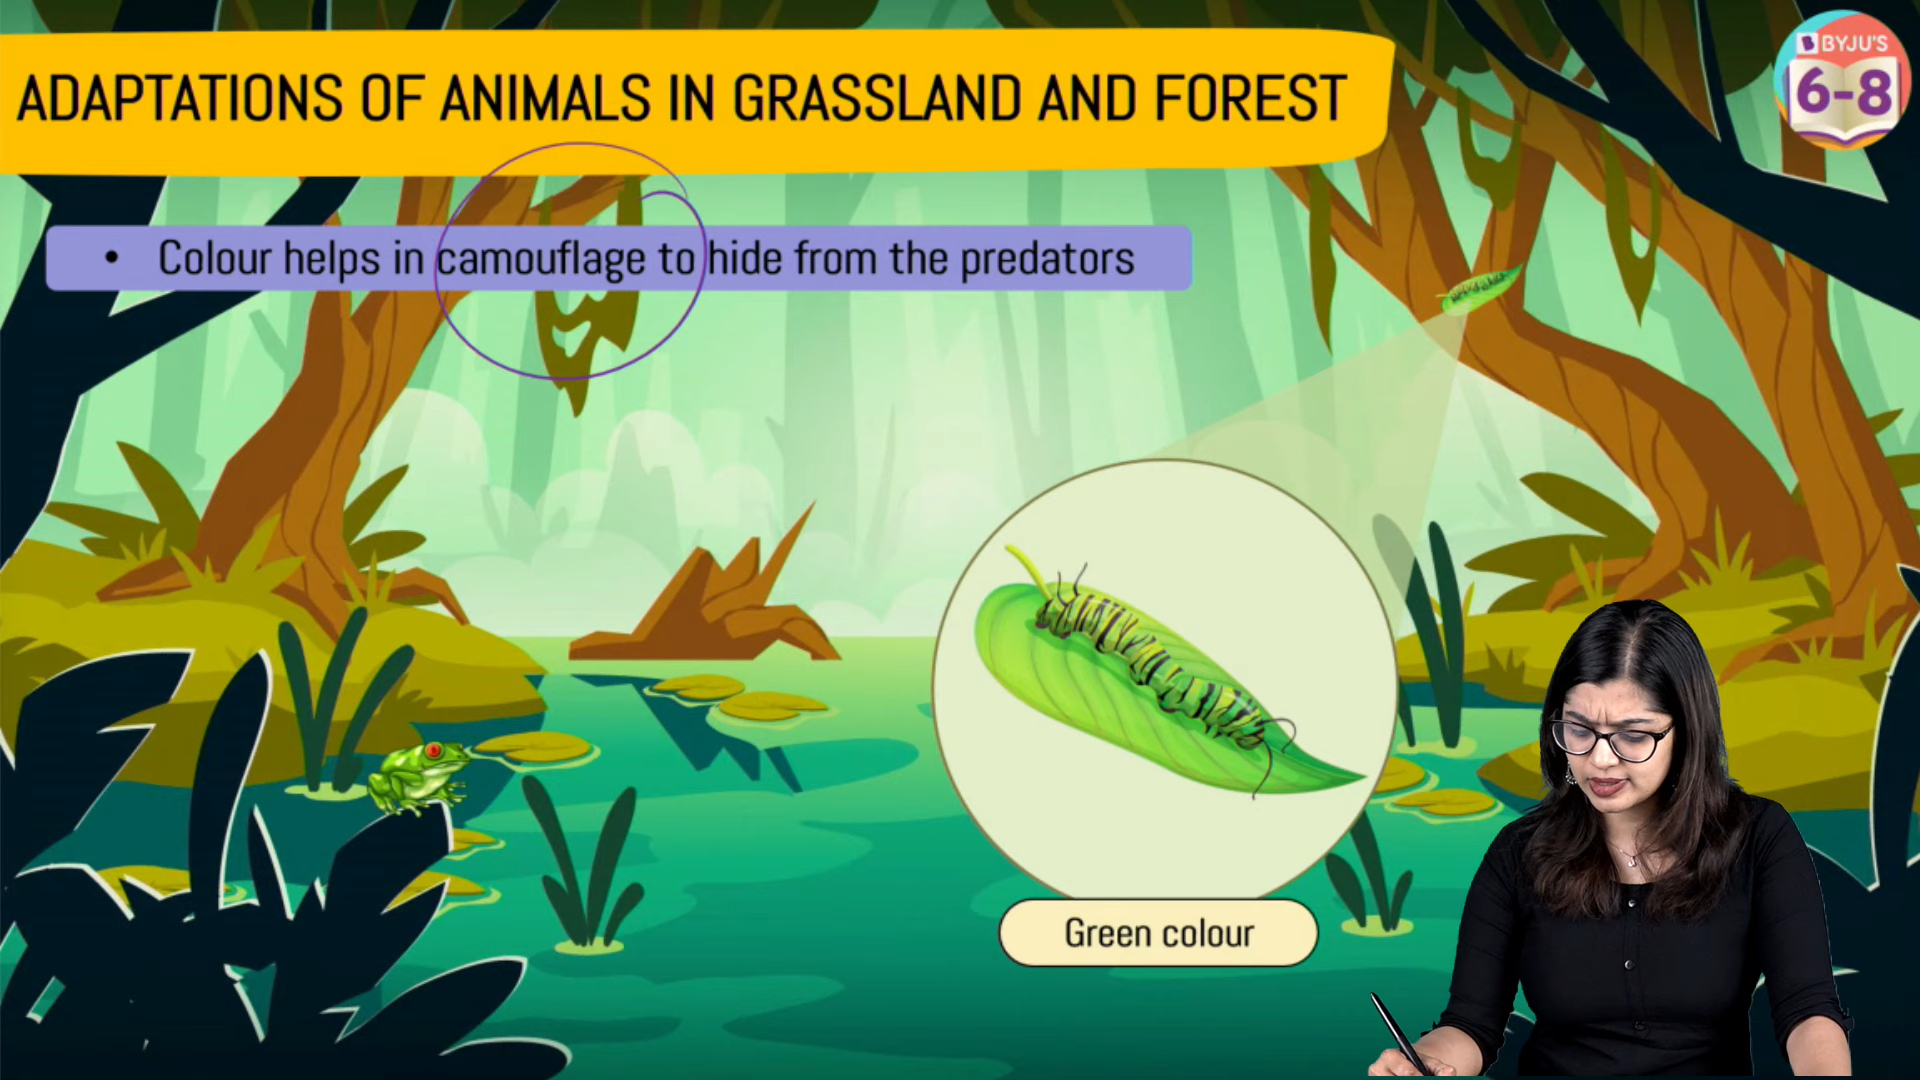 BYJU'S
6-8
ADAPTATIONS OF ANIMALS IN GRASSLAND AND FOREST
• Colour helps in camouflage to hide from the predators
Green colour